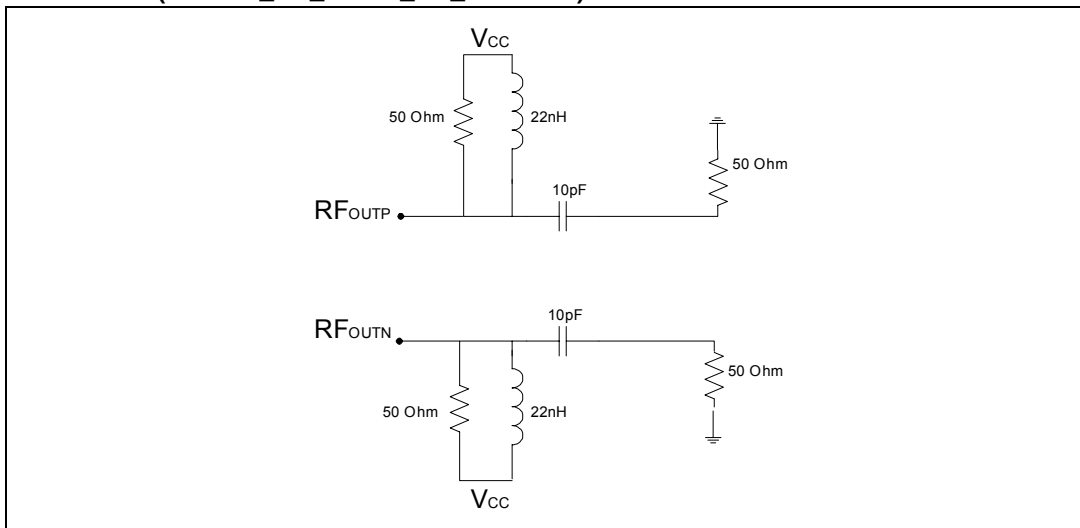 VCC
50 Ohm
22nH
50 Ohm
10pF
RFOUTP
10pF
RFOUTN
50 Ohm
50 Ohm
22nH
VCC